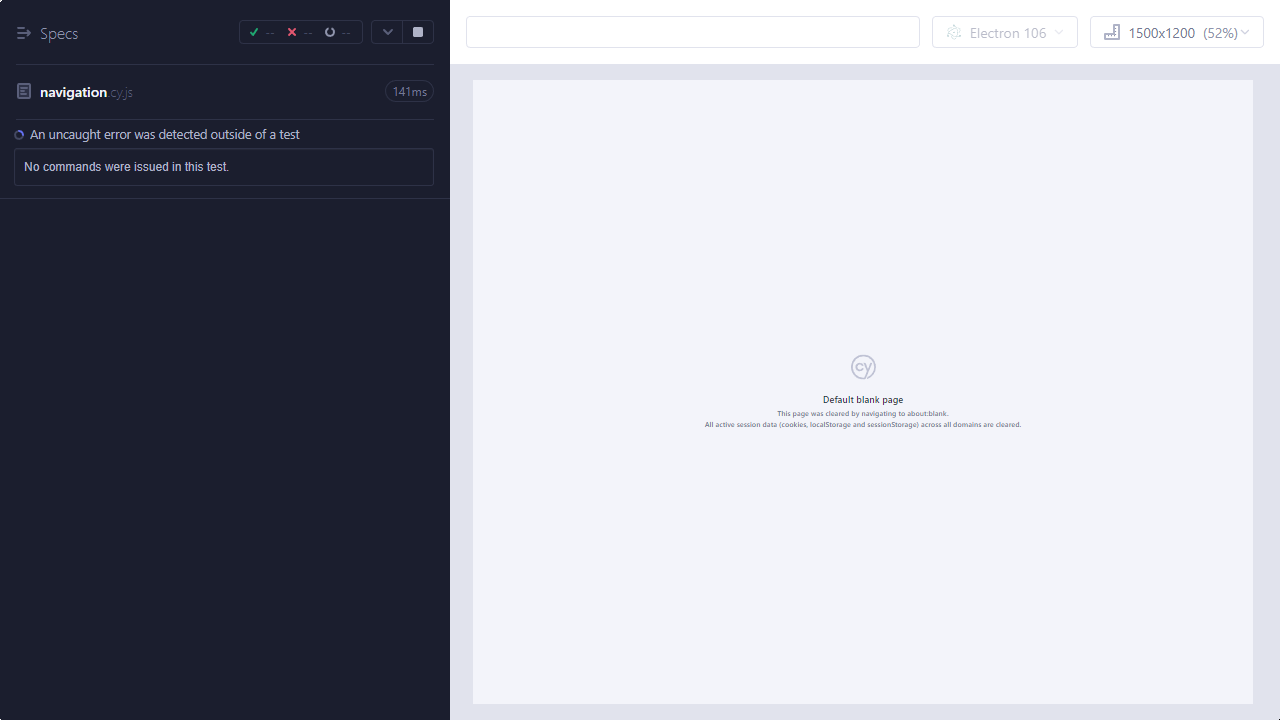 Specs
--
--
--
navigation.cy.js
141ms
An uncaught error was detected outside of a test
No commands were issued in this test.
Electron 106
1500x1200 (52%)
cy
Default blank page
This page was cleared by navigating to about:blank.
All active session data (cookies, localStorage and sessionStorage) across all domains are cleared.